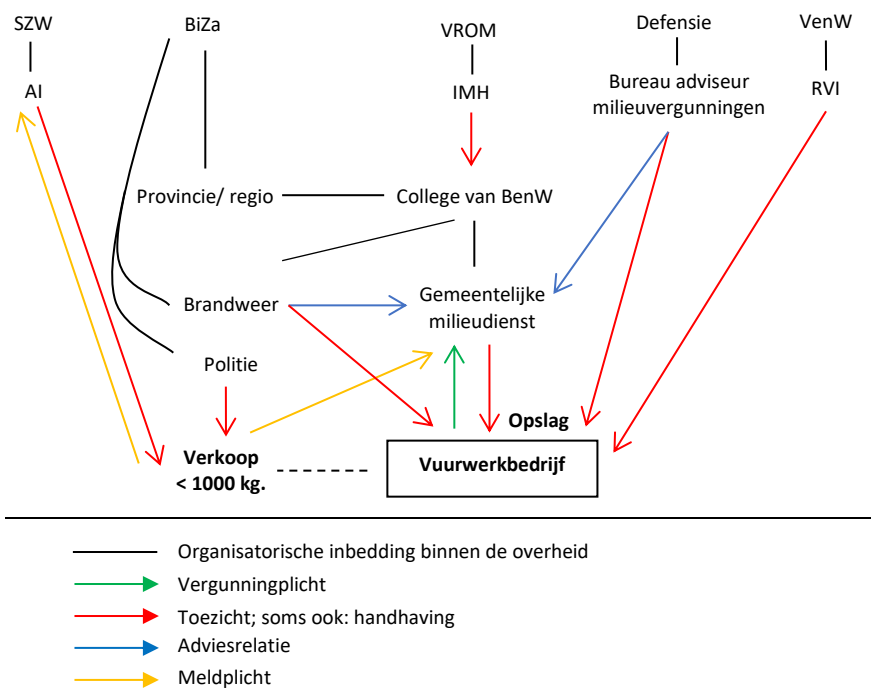 SZW
BiZa
VROM
Defensie
VenW
AI
IMH
Bureau adviseur
milieuvergunningen
RVI
Provincie/ regio
College van BenW
Brandweer
Gemeentelijke
milieudienst
Politie
Opslag
Verkoop
< 1000 kg.
Vuurwerkbedrijf
Organisatorische inbedding binnen de overheid
Vergunningplicht
Toezicht; soms ook: handhaving
Adviesrelatie
Meldplicht